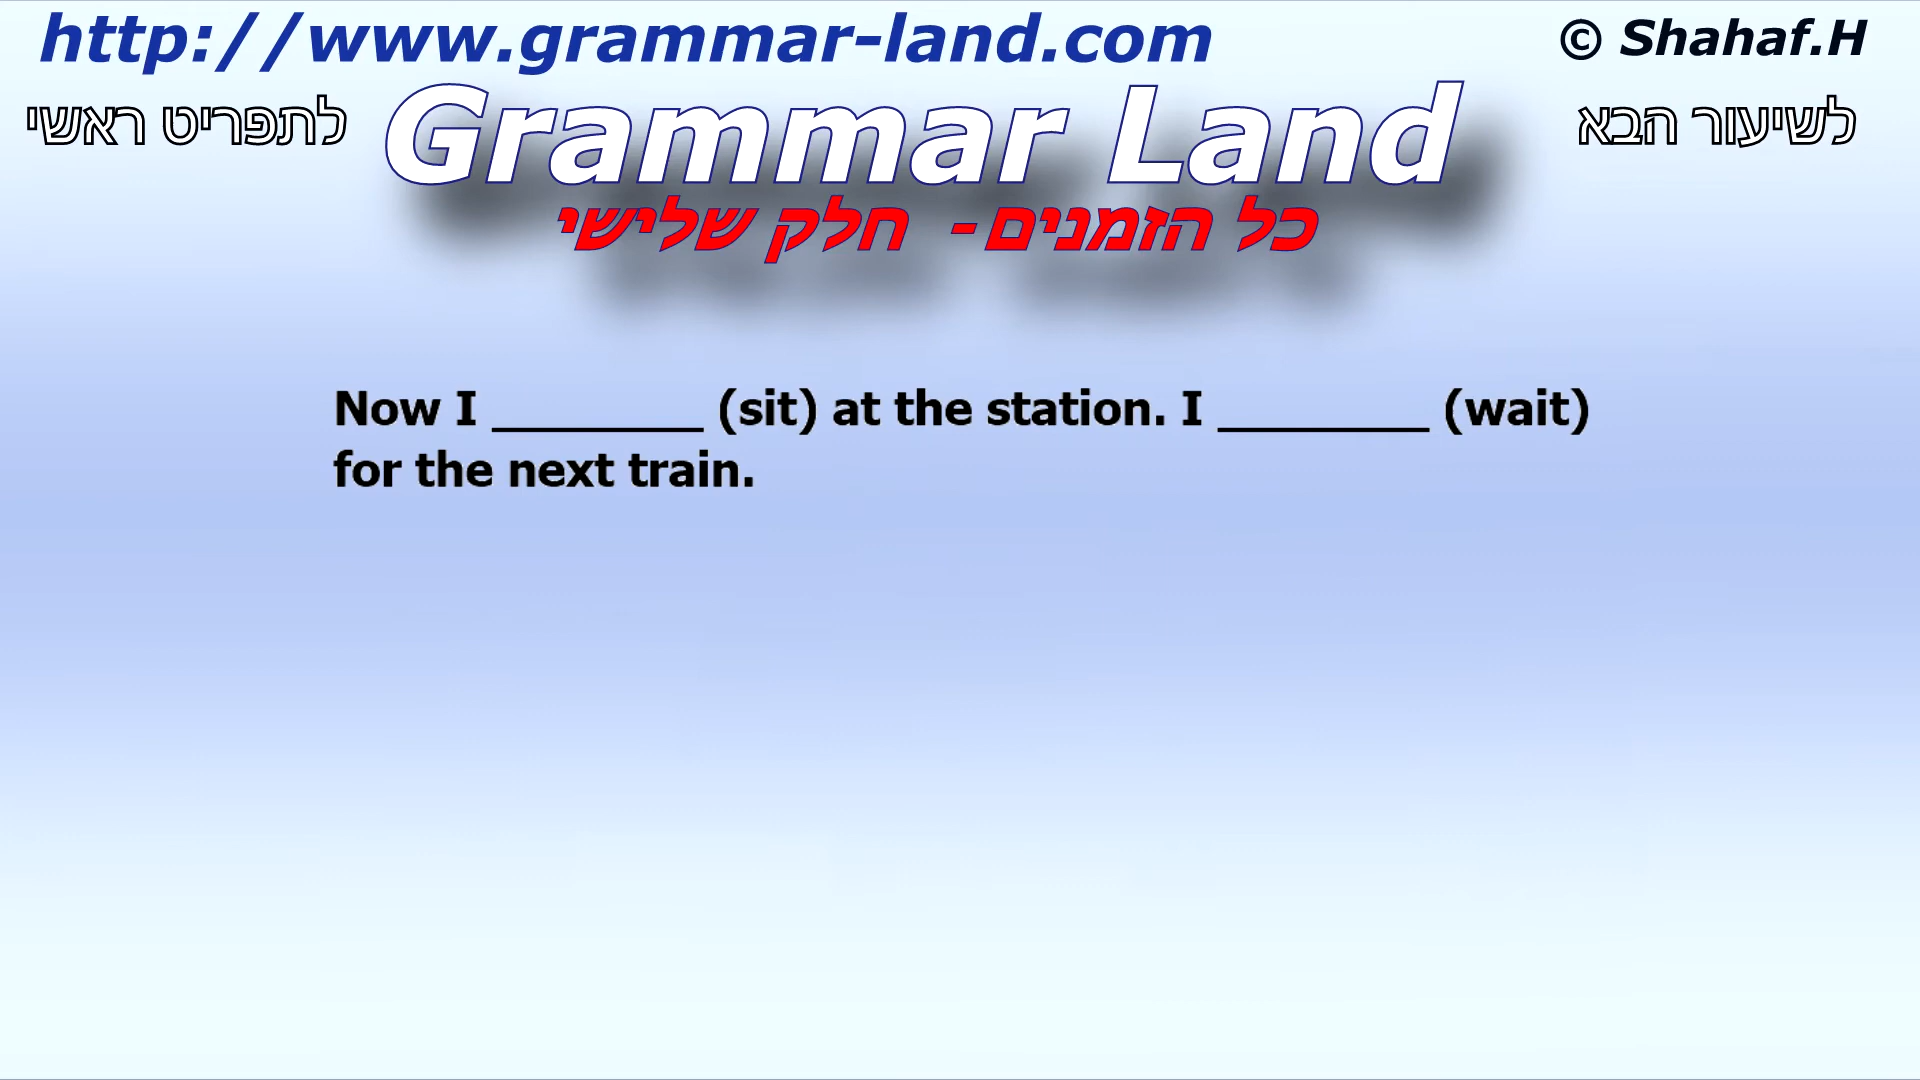 http://www.grammar-land.com
© Shahaf.H
לתפריט ראשי
Grammar Land
לשיעור הבא
כל הזמנים - חלק שלישי
Now I ________ (sit) at the station. I ________ (wait)
for the next train.